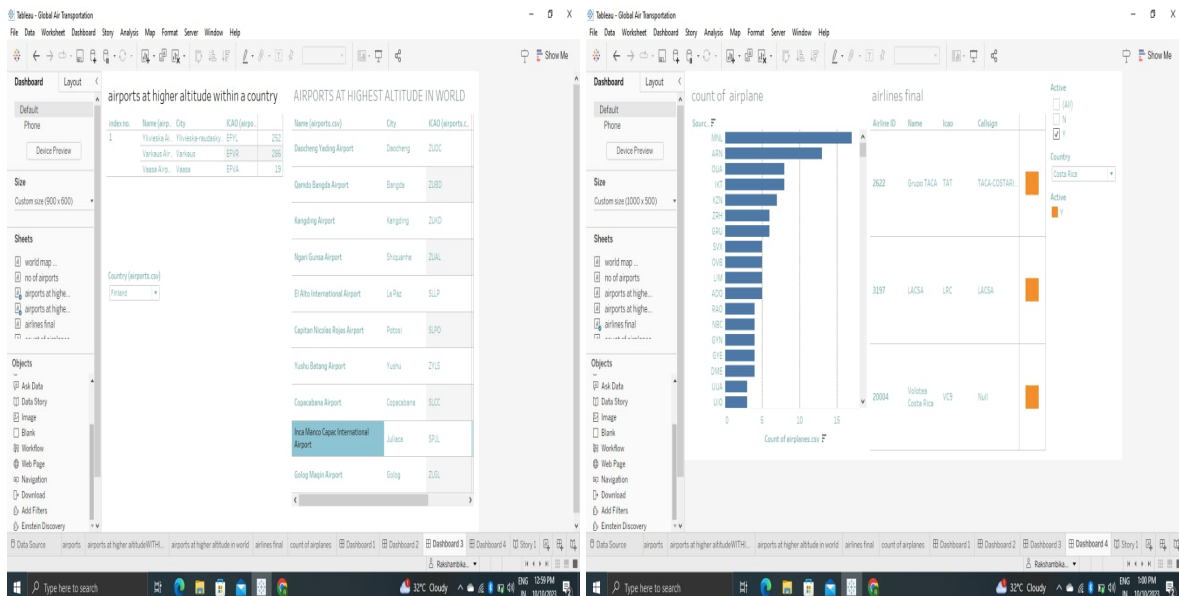 Tableau - Global Air Transportation
File Data Worksheet Dashboard Story Analysis Map Format Server Window Help
Show Me
Dashboard Layout
Default
Phone
Device Preview
Size
Custom size (900 x 600)
Sheets
world map ...
no of airports
airports at highe...
airports at highe...
airlines final
Objects
Ask Data
Data Story
Image
Blank
Workflow
Web Page
Navigation
Download
Add Filters
Einstein Discovery
airports at higher altitude within a country
index no. Name (airp.. City ICAO (airpo..
1 Ylivieska Ai.. Ylivieska-raudasky.. EFYL 252
Varkaus Air.. Varkaus EFVR 286
Vaasa Airp.. Vaasa EFVA 19
Country (airports.csv)
Finland
AIRPORTS AT HIGHEST ALTITUDE IN WORLD
Name (airports.csv) City ICAO (airports.c..
Daocheng Yading Airport Daocheng ZUDC
Qamdo Bangda Airport Bangda ZUBD
Kangding Airport Kangding ZUKD
Ngari Gunsa Airport Shiquanhe ZUAL
El Alto International Airport La Paz SLLP
Capitan Nicolas Rojas Airport Potosi SLPO
Yushu Batang Airport Yushu ZYLS
Copacabana Airport Copacabana SLCC
Inca Manco Capac International
Airport Juliaca SPJL
Golog Maqin Airport Golog ZLGL
Data Source airports airports at higher altitudeWITHI... airports at higher altitude in world airlines final count of airplanes Dashboard 1 Dashboard 2 Dashboard 3 Dashboard 4 Story 1
Rakshambika...
Type here to search
32°C Cloudy ENG 12:59 PM
IN 10/10/2023
Tableau - Global Air Transportation
File Data Worksheet Dashboard Story Analysis Map Format Server Window Help
Show Me
Dashboard Layout
Default
Phone
Device Preview
Size
Custom size (1000 x 500)
Sheets
world map ...
no of airports
airports at highe...
airports at highe...
airlines final
Objects
Ask Data
Data Story
Image
Blank
Workflow
Web Page
Navigation
Download
Add Filters
Einstein Discovery
count of airplane
Sourc..
MNL
ARN
OUA
IKT
KZN
ZRH
GRU
SVX
OVB
LIM
ADQ
RAO
NBC
GYN
GYE
DME
UUA
UIO
0 5 10 15
Count of airplanes.csv
airlines final
Airline ID Name Icao Callsign
2622 Grupo TACA TAT TACA-COSTARI..
3197 LACSA LRC LACSA
20004 Volotea
Costa Rica VC9 Null
Active
(All)
N
Y
Country
Costa Rica
Active
Y
Data Source airports airports at higher altitudeWITHI... airports at higher altitude in world airlines final count of airplanes Dashboard 1 Dashboard 2 Dashboard 3 Dashboard 4 Story 1
Rakshambika...
Type here to search
32°C Cloudy ENG 1:00 PM
IN 10/10/2023